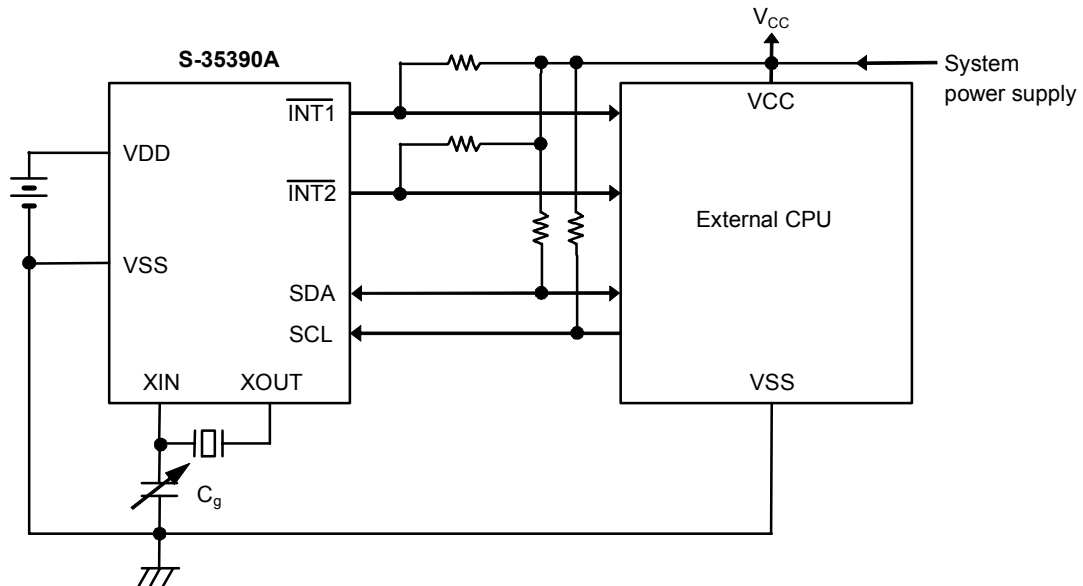 V_CC
S-35390A
System
power supply
INT1
VCC
VDD
INT2
External CPU
VSS
SDA
SCL
XIN XOUT
VSS
C_g